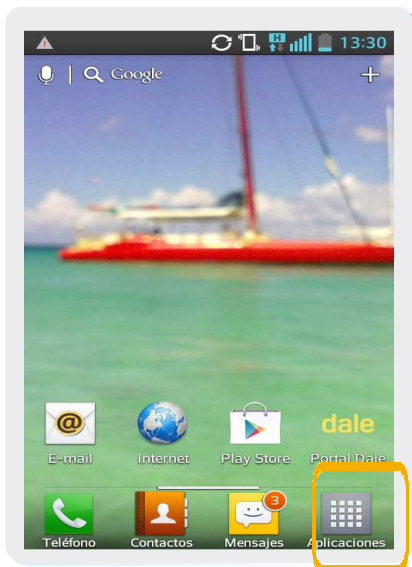 13:30
Google
@
dale
E-mail Internet Play Store Portal Dale
3
Teléfono Contactos Mensajes Aplicaciones